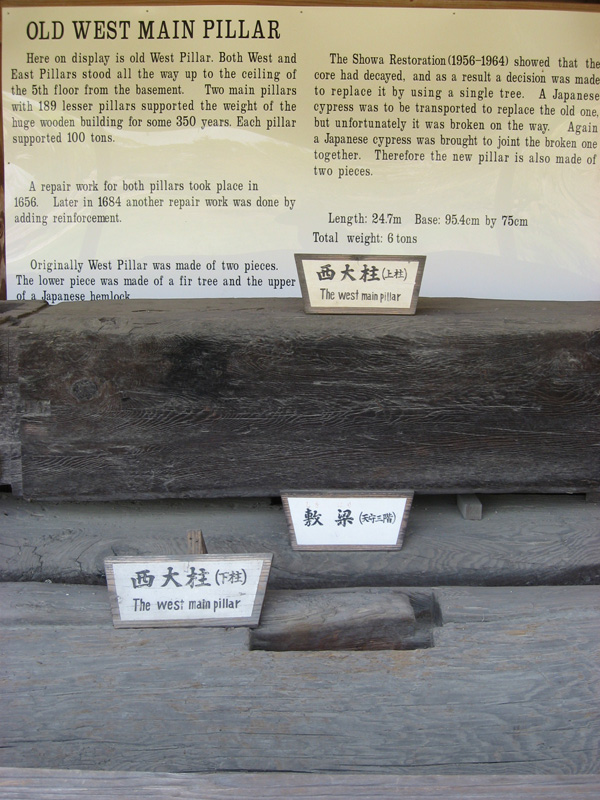 OLD WEST MAIN PILLAR
Here on display is old West Pillar. Both West and
East Pillars stood all the way up to the ceiling of
the 5th floor from the basement. Two main pillars
with 189 lesser pillars supported the weight of the
huge wooden building for some 350 years. Each pillar
supported 100 tons.
A repair work for both pillars took place in
1656. Later in 1684 another repair work was done by
adding reinforcement.
Originally West Pillar was made of two pieces.
The lower piece was made of a fir tree and the upper
of a Japanese hemlock
The Showa Restoration (1956-1964) showed that the
core had decayed, and as a result a decision was made
to replace it by using a single tree. A Japanese
cypress was to be transported to replace the old one,
but unfortunately it was broken on the way. Again
a Japanese cypress was brought to joint the broken one
together. Therefore the new pillar is also made of
two pieces.
Length: 24.7m Base: 95.4cm by 75cm
Total weight: 6 tons
西大柱(上柱)
The west main pillar
敷 梁(天守三階)
西大柱(下柱)
The west main pillar